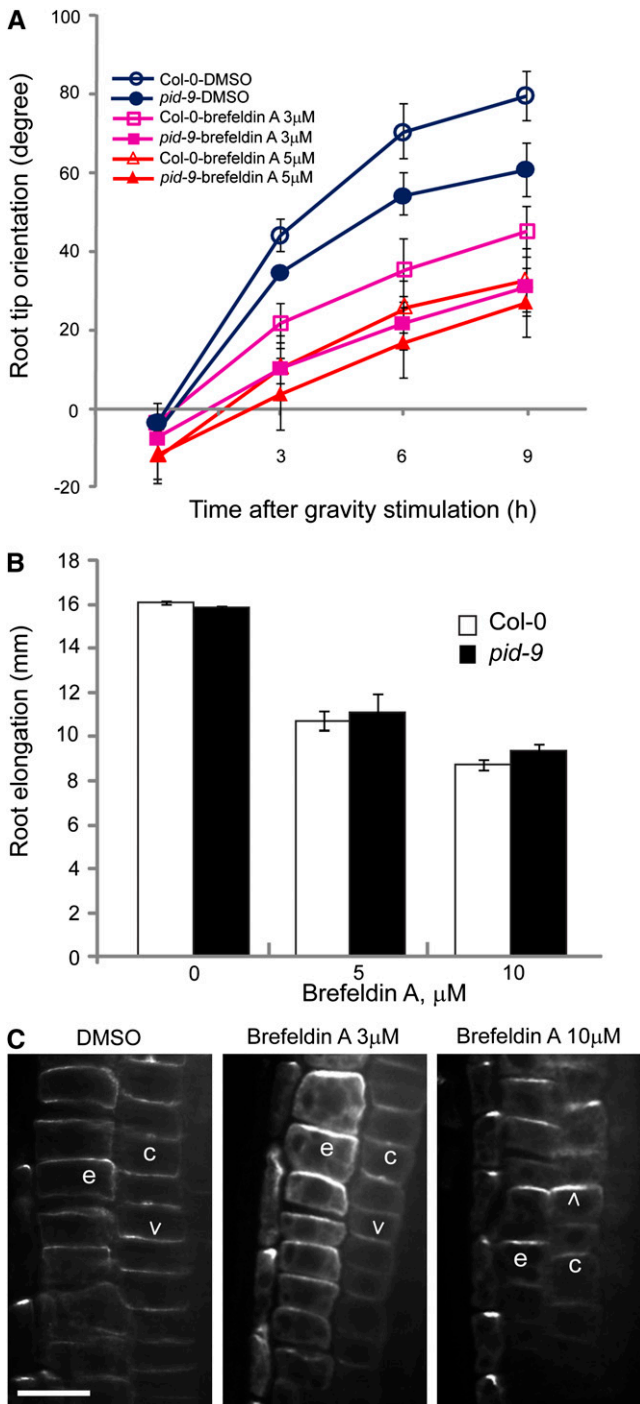 A
Root tip orientation (degree)
100
80
60
40
20
0
-20
Col-0-DMSO
pid-9-DMSO
Col-0-brefeldin A 3μM
pid-9-brefeldin A 3μM
Col-0-brefeldin A 5μM
pid-9-brefeldin A 5μM
3
6
9
Time after gravity stimulation (h)
B
Root elongation (mm)
18
16
14
12
10
8
6
4
2
0
Col-0
pid-9
0
5
10
Brefeldin A, μM
C
DMSO
Brefeldin A 3μM
Brefeldin A 10μM
e
c
v
e
c
v
e
c
^